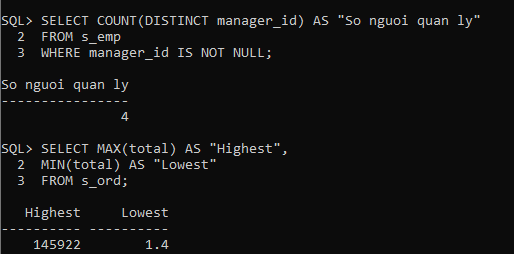 SQL> SELECT COUNT(DISTINCT manager_id) AS "So nguoi quan ly"
  2  FROM s_emp
  3  WHERE manager_id IS NOT NULL;
So nguoi quan ly
----------------
               4
SQL> SELECT MAX(total) AS "Highest",
  2  MIN(total) AS "Lowest"
  3  FROM s_ord;
   Highest     Lowest
---------- ----------
    145922        1.4